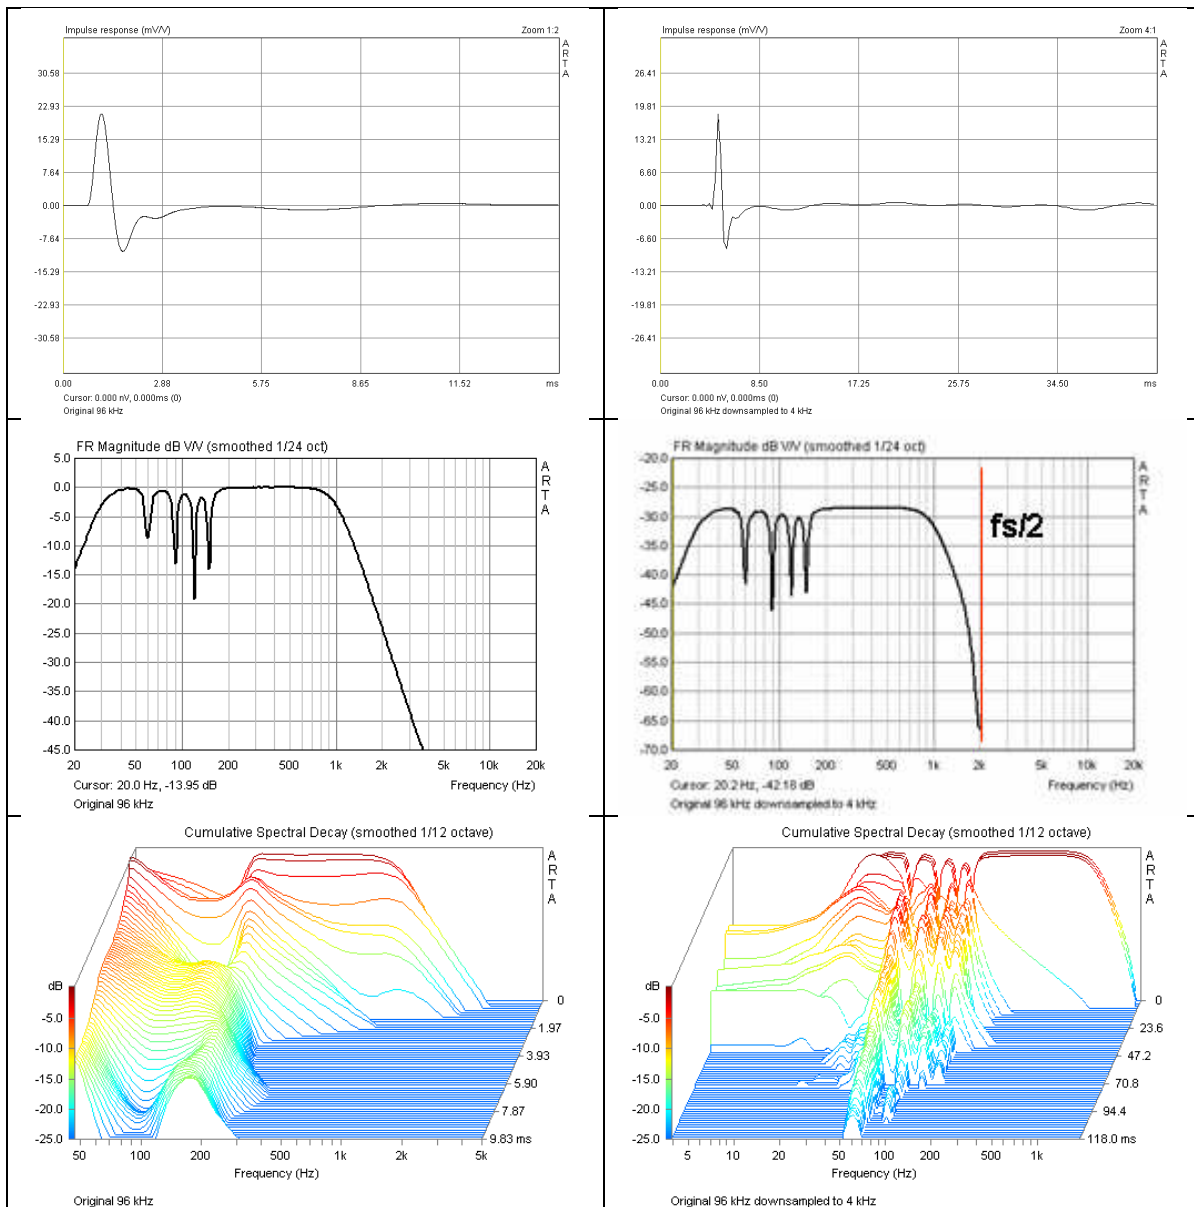 Impulse response (mV/V) Zoom 1:2
A
R
T
A
30.58
22.93
15.29
7.64
0.00
-7.64
-15.29
-22.93
-30.58
0.00 2.88 5.75 8.65 11.52 ms
Cursor: 0.000 nV, 0.000ms (0)
Original 96 kHz
Impulse response (mV/V) Zoom 4:1
A
R
T
A
26.41
19.81
13.21
6.60
0.00
-6.60
-13.21
-19.81
-26.41
0.00 8.50 17.25 25.75 34.50 ms
Cursor: 0.000 nV, 0.000ms (0)
Original 96 kHz downsampled to 4 kHz
FR Magnitude dB V/V (smoothed 1/24 oct)
A
R
T
A
5.0
0.0
-5.0
-10.0
-15.0
-20.0
-25.0
-30.0
-35.0
-40.0
-45.0
20 50 100 200 500 1k 2k 5k 10k 20k
Cursor: 20.0 Hz, -13.95 dB Frequency (Hz)
Original 96 kHz
FR Magnitude dB V/V (smoothed 1/24 oct)
A
R
T
A
-20.0
-25.0
-30.0
-35.0
-40.0
-45.0
-50.0
-55.0
-60.0
-65.0
-70.0
fs/2
20 50 100 200 500 1k 2k 5k 10k 20k
Cursor: 20.2 Hz, -42.18 dB Frequency (Hz)
Original 96 kHz downsampled to 4 kHz
Cumulative Spectral Decay (smoothed 1/12 octave)
A
R
T
A
dB
-5.0
-10.0
-15.0
-20.0
-25.0
0
1.97
3.93
5.90
7.87
9.83 ms
50 100 200 500 1k 2k 5k
Frequency (Hz)
Original 96 kHz
Cumulative Spectral Decay (smoothed 1/12 octave)
A
R
T
A
dB
-5.0
-10.0
-15.0
-20.0
-25.0
0
23.6
47.2
70.8
94.4
118.0 ms
5 10 20 50 100 200 500 1k
Frequency (Hz)
Original 96 kHz downsampled to 4 kHz